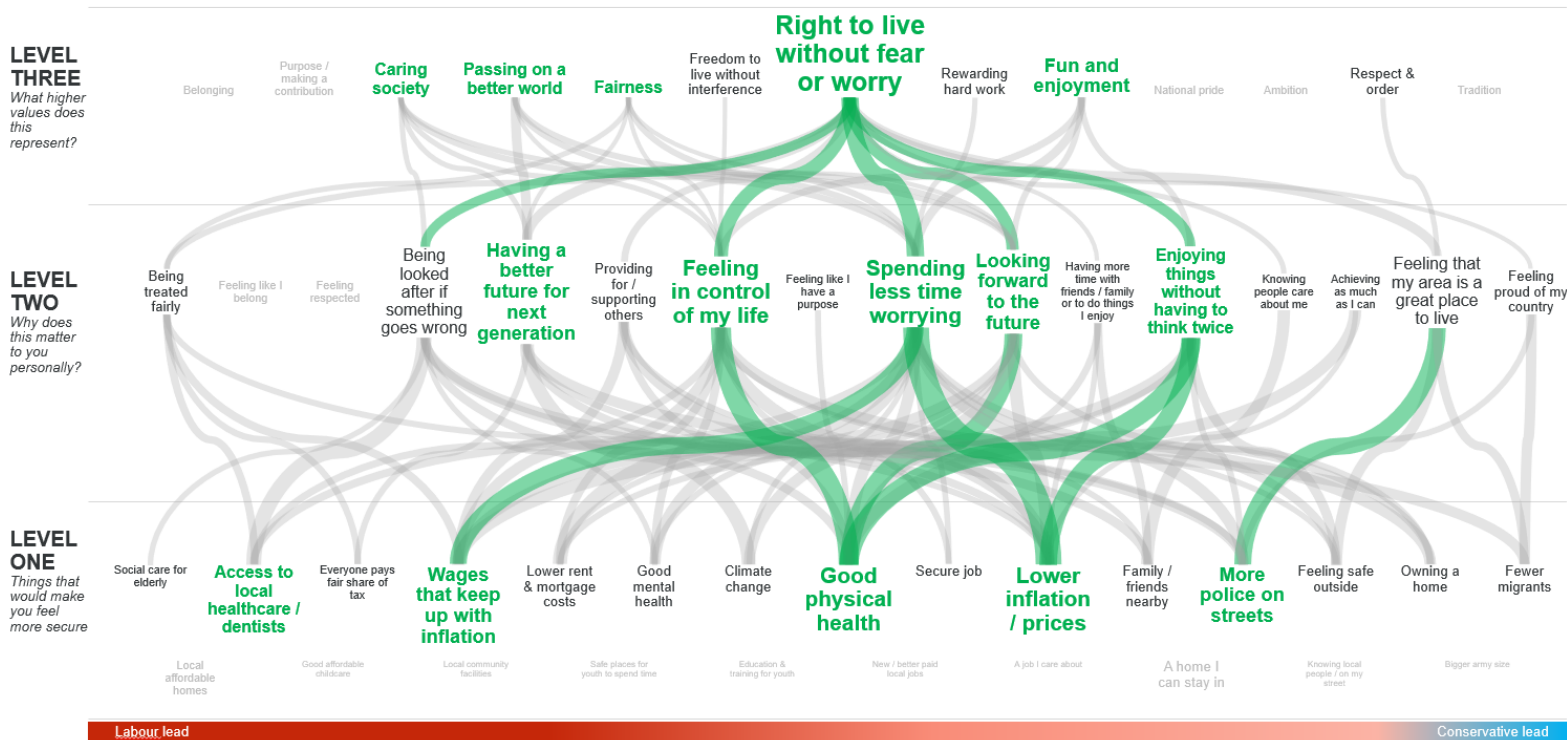 LEVEL
THREE
What higher
values does
this
represent?
Belonging
Purpose /
making a
contribution
Caring
society
Passing on a
better world
Fairness
Freedom to
live without
interference
Right to live
without fear
or worry
Rewarding
hard work
Fun and
enjoyment
National pride
Ambition
Respect &
order
Tradition
LEVEL
TWO
Why does
this matter
to you
personally?
Being
treated
fairly
Feeling like I
belong
Feeling
respected
Being
looked
after if
something
goes wrong
Having a
better
future for
next
generation
Providing
for /
supporting
others
Feeling
in control
of my life
Feeling like I
have a
purpose
Spending
less time
worrying
Looking
forward
to the
future
Having more
time with
friends / family
or to do things
I enjoy
Enjoying
things
without
having to
think twice
Knowing
people care
about me
Achieving
as much
as I can
Feeling that
my area is a
great place
to live
Feeling
proud of my
country
LEVEL
ONE
Things that
would make
you feel
more secure
Social care for
elderly
Access to
local
healthcare /
dentists
Everyone pays
fair share of
tax
Wages
that keep
up with
inflation
Lower rent
& mortgage
costs
Good
mental
health
Climate
change
Good
physical
health
Secure job
Lower
inflation
/ prices
Family /
friends
nearby
More
police on
streets
Feeling safe
outside
Owning a
home
Fewer
migrants
Local
affordable
homes
Good affordable
childcare
Local community
facilities
Safe places for
youth to spend time
Education &
training for youth
New / better paid
local jobs
A job I care about
A home I
can stay in
Knowing local
people / on my
street
Bigger army size
Labour lead
Conservative lead